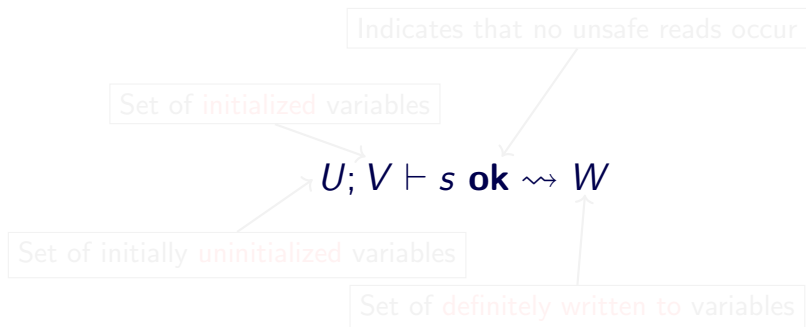 Indicates that no unsafe reads occur
Set of initialized variables
U; V ⊢ s ok ⇝ W
Set of initially uninitialized variables
Set of definitely written to variables